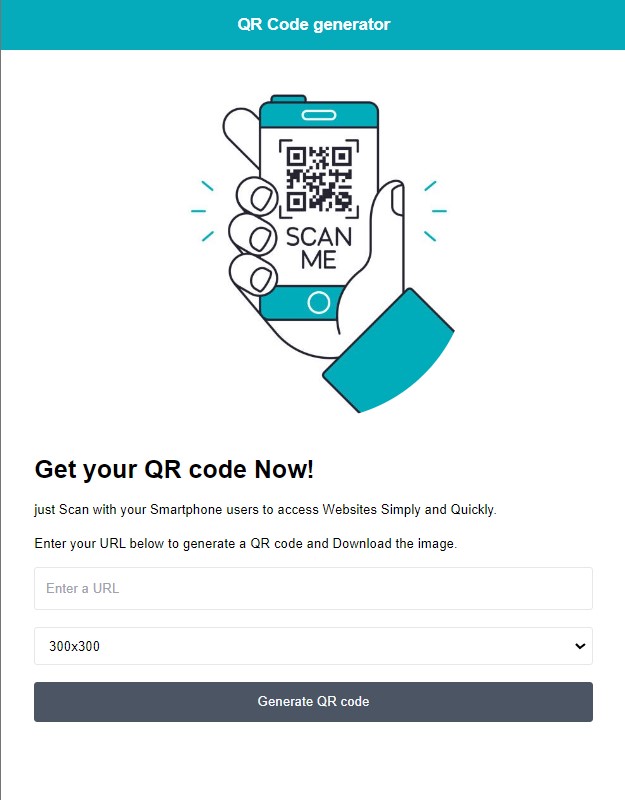 QR Code generator
SCAN
ME
Get your QR code Now!
just Scan with your Smartphone users to access Websites Simply and Quickly.
Enter your URL below to generate a QR code and Download the image.
Enter a URL
300x300
Generate QR code